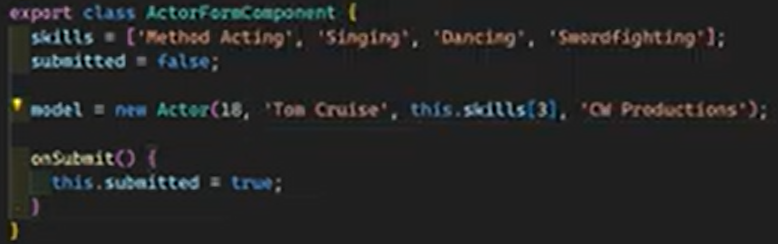 export class ActorFormComponent {
skills = ['Method Acting', 'Singing', 'Dancing', 'Swordfighting'];
submitted = false;
model = new Actor(18, 'Tom Cruise', this.skills[3], 'CW Productions');
onSubmit() {
this.submitted = true;
}
}